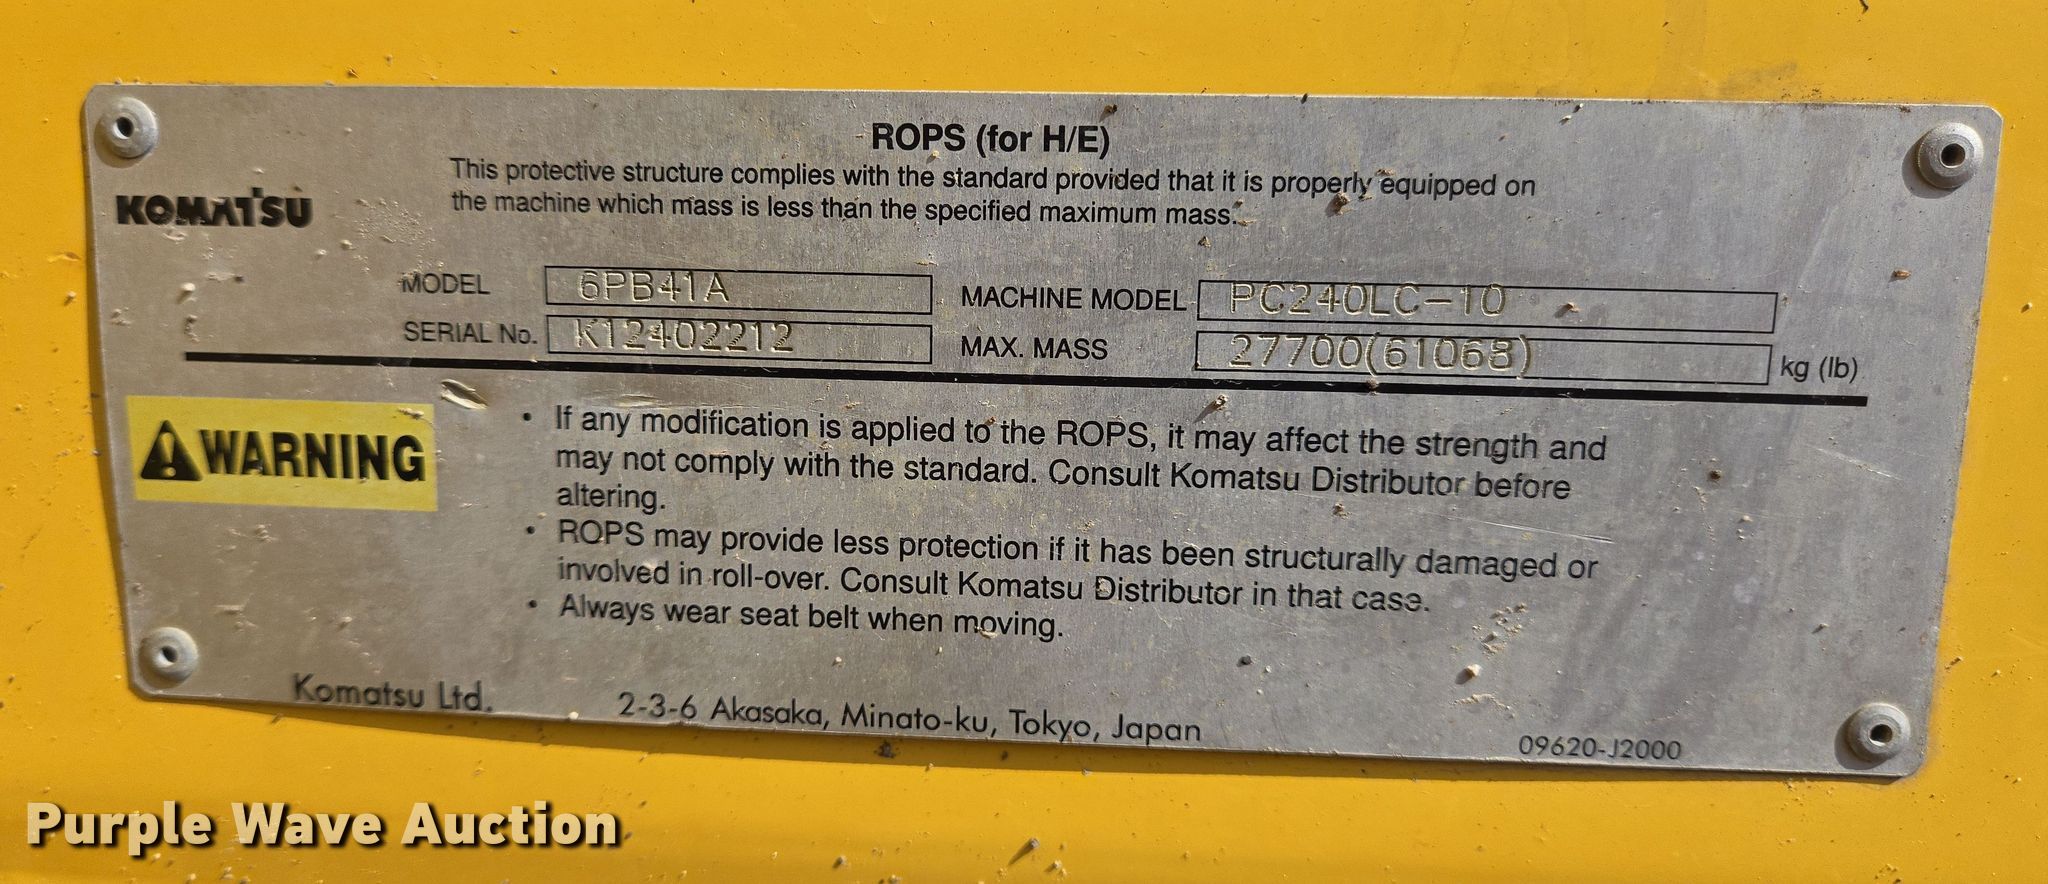 ROPS (for H/E)
This protective structure complies with the standard provided that it is properly equipped on
the machine which mass is less than the specified maximum mass.
KOMATSU
MODEL 6PB41A MACHINE MODEL PC240LC-10
SERIAL No. K12402212 MAX. MASS 27700(61068) kg (lb)
WARNING
• If any modification is applied to the ROPS, it may affect the strength and
may not comply with the standard. Consult Komatsu Distributor before
altering.
• ROPS may provide less protection if it has been structurally damaged or
involved in roll-over. Consult Komatsu Distributor in that case.
• Always wear seat belt when moving.
Komatsu Ltd. 2-3-6 Akasaka, Minato-ku, Tokyo, Japan
09620-J2000
Purple Wave Auction